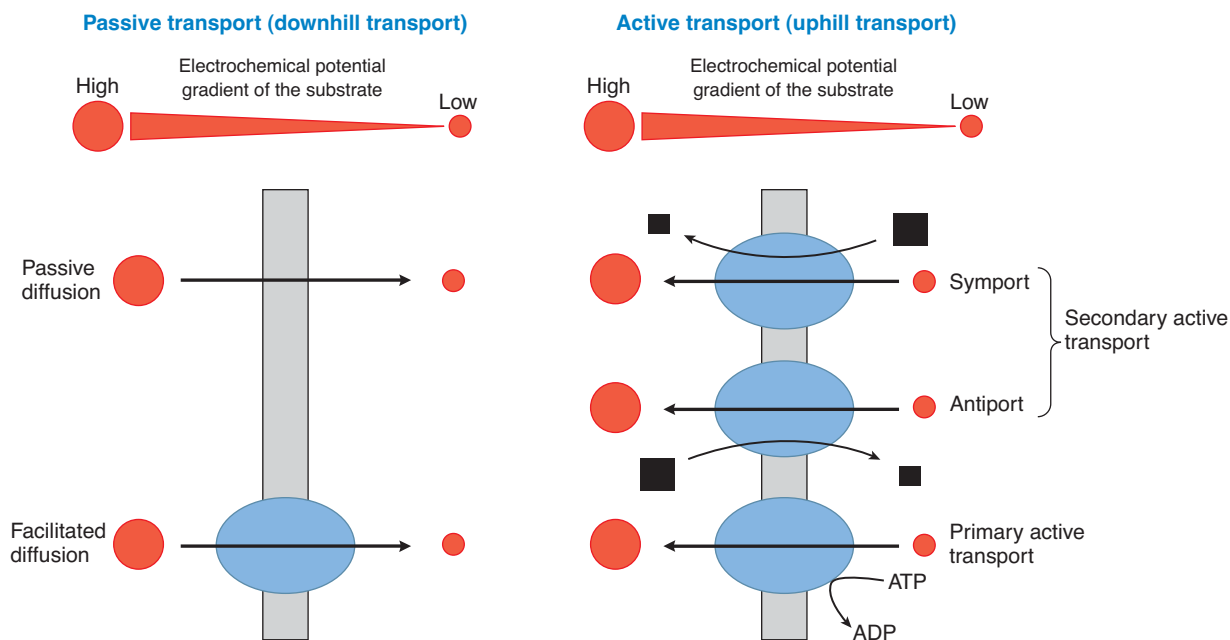 Passive transport (downhill transport)
Electrochemical potential
gradient of the substrate
High
Low
Passive
diffusion
Facilitated
diffusion
Active transport (uphill transport)
Electrochemical potential
gradient of the substrate
High
Low
Symport
Secondary active
transport
Antiport
Primary active
transport
ATP
ADP